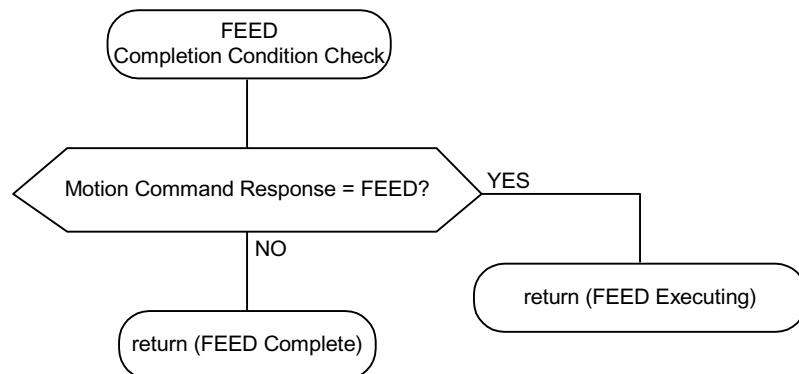 FEED
Completion Condition Check
Motion Command Response = FEED?
YES
NO
return (FEED Executing)
return (FEED Complete)